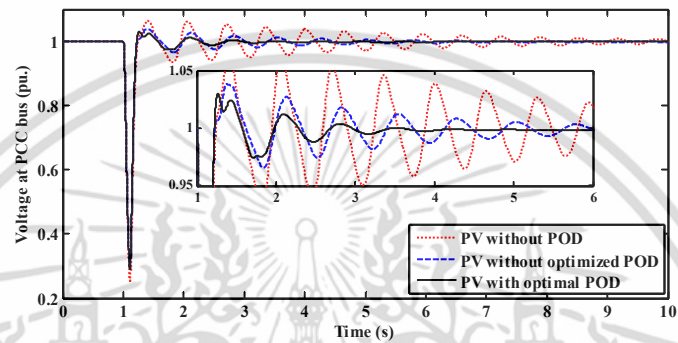 Voltage at PCC bus (pu.)
1.2
1
0.8
0.6
0.4
0.2
0 1 2 3 4 5 6 7 8 9 10
Time (s)
1.05
1
0.95
1 2 3 4 5 6
PV without POD
PV without optimized POD
PV with optimal POD